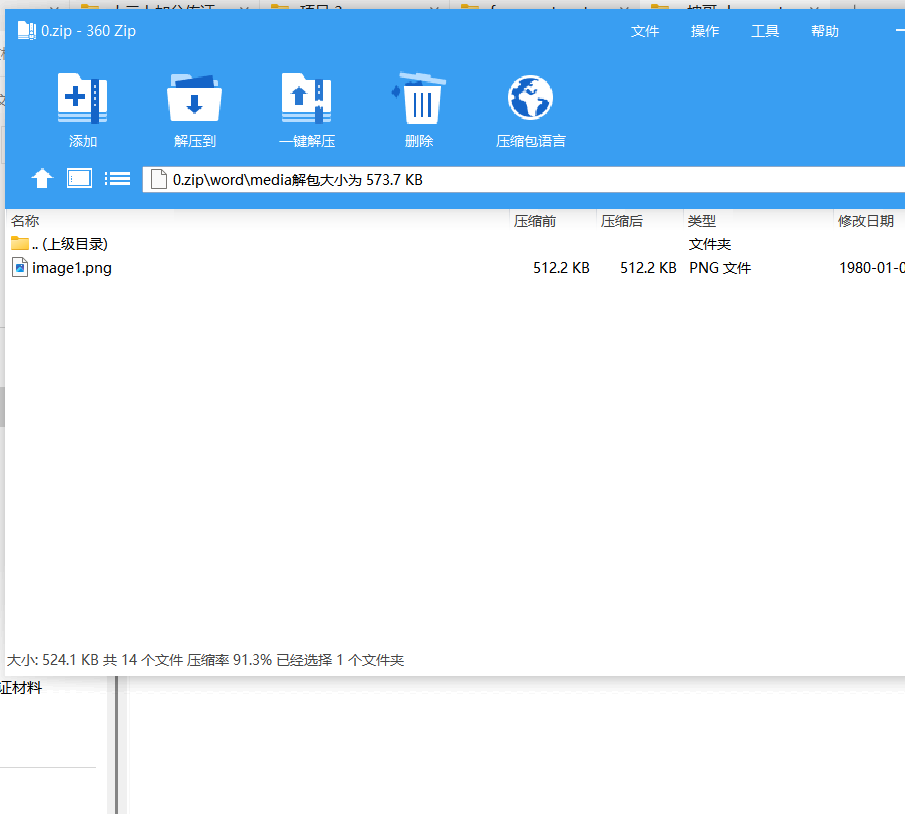 0.zip - 360 Zip
文件 操作 工具 帮助
添加 解压到 一键解压 删除 压缩包语言
0.zip\word\media解包大小为 573.7 KB
名称 压缩前 压缩后 类型 修改日期
.. (上级目录) 文件夹
image1.png 512.2 KB 512.2 KB PNG 文件 1980-01-0
大小: 524.1 KB 共 14 个文件 压缩率 91.3% 已经选择 1 个文件夹
证材料